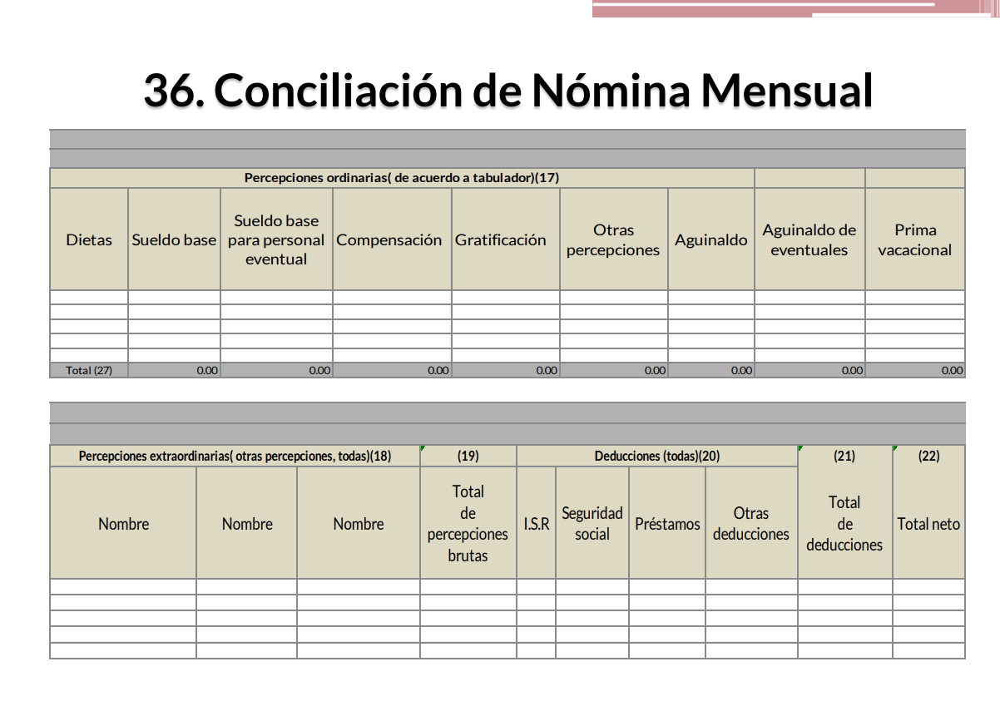 36. Conciliación de Nómina Mensual
Percepciones ordinarias( de acuerdo a tabulador)(17)
Dietas
Sueldo base
Sueldo base
para personal
eventual
Compensación
Gratificación
Otras
percepciones
Aguinaldo
Aguinaldo de
eventuales
Prima
vacacional
Total (27) 0.00 0.00 0.00 0.00 0.00 0.00 0.00 0.00
Percepciones extraordinarias( otras percepciones, todas)(18) (19) Deducciones (todas)(20) (21) (22)
Nombre
Nombre
Nombre
Total
de
percepciones
brutas
I.S.R
Seguridad
social
Préstamos
Otras
deducciones
Total
de
deducciones
Total neto